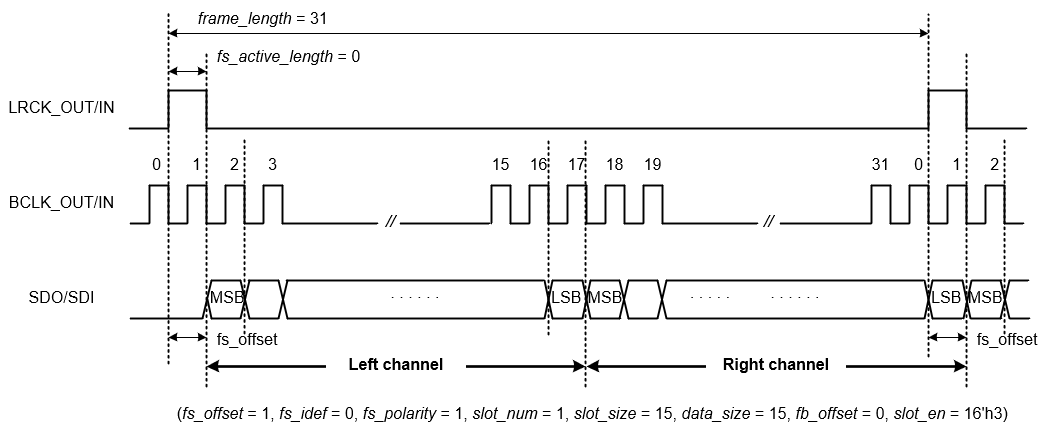 frame_length = 31
fs_active_length = 0
LRCK_OUT/IN
0 1 2 3 15 16 17 18 19 31 0 1 2
BCLK_OUT/IN
// //
SDO/SDI MSB ...... LSB MSB ..... ...... LSB MSB
fs_offset fs_offset
Left channel Right channel
(fs_offset = 1, fs_idef = 0, fs_polarity = 1, slot_num = 1, slot_size = 15, data_size = 15, fb_offset = 0, slot_en = 16'h3)